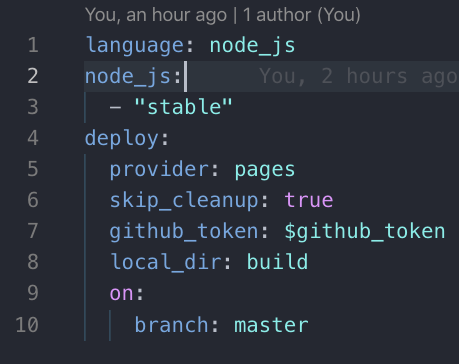 You, an hour ago | 1 author (You)
1 language: node_js
2 node_js: You, 2 hours ago
3 - "stable"
4 deploy:
5 provider: pages
6 skip_cleanup: true
7 github_token: $github_token
8 local_dir: build
9 on:
10 branch: master